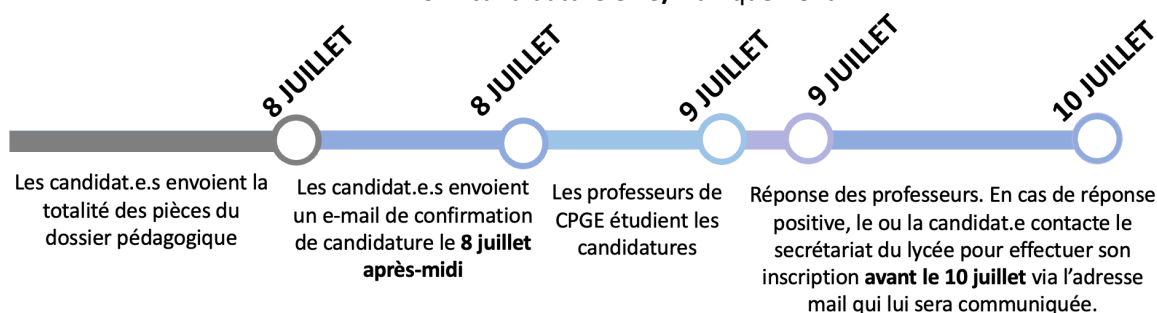 8 JUILLET
8 JUILLET
9 JUILLET
9 JUILLET
10 JUILLET
Les candidat.e.s envoient la
totalité des pièces du
dossier pédagogique
Les candidat.e.s envoient
un e-mail de confirmation
de candidature le 8 juillet
après-midi
Les professeurs de
CPGE étudient les
candidatures
Réponse des professeurs. En cas de réponse
positive, le ou la candidat.e contacte le
secrétariat du lycée pour effectuer son
inscription avant le 10 juillet via l’adresse
mail qui lui sera communiquée.